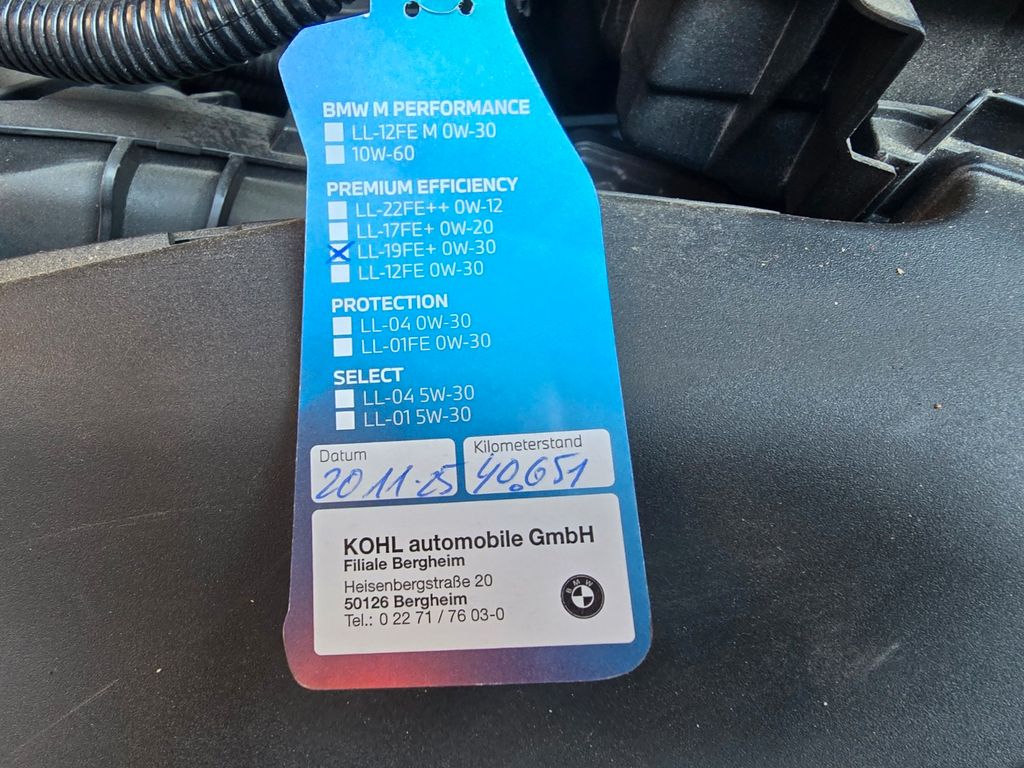 BMW M PERFORMANCE
LL-12FE M 0W-30
10W-60
PREMIUM EFFICIENCY
LL-22FE++ 0W-12
LL-17FE+ 0W-20
LL-19FE+ 0W-30
LL-12FE 0W-30
PROTECTION
LL-04 0W-30
LL-01FE 0W-30
SELECT
LL-04 5W-30
LL-01 5W-30
Datum
20 11.25
Kilometerstand
40.651
KOHL automobile GmbH
Filiale Bergheim
Heisenbergstraße 20
50126 Bergheim
Tel.: 0 22 71 / 76 03-0
BMW